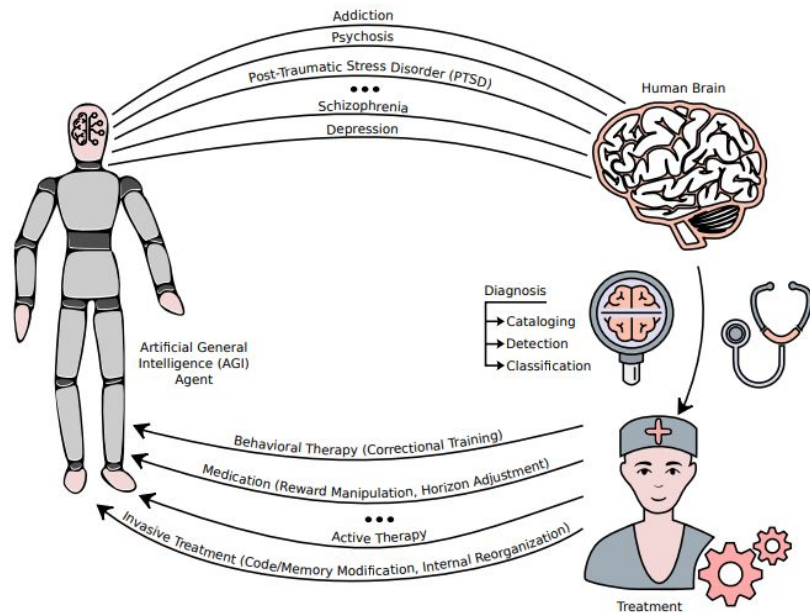 Addiction
Psychosis
Post-Traumatic Stress Disorder (PTSD)
•••
Schizophrenia
Depression
Human Brain
Diagnosis
Cataloging
Detection
Classification
Artificial General
Intelligence (AGI)
Agent
Behavioral Therapy (Correctional Training)
Medication (Reward Manipulation, Horizon Adjustment)
•••
Active Therapy
Invasive Treatment (Code/Memory Modification, Internal Reorganization)
Treatment